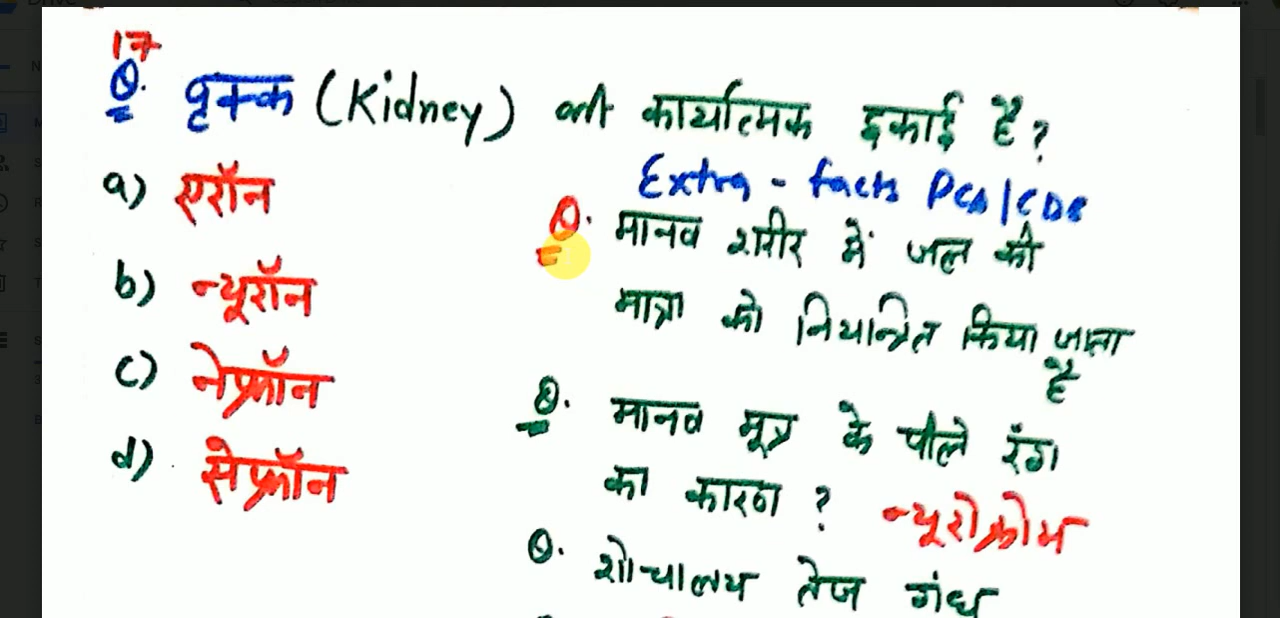 17
Q. वृक्क (Kidney) की कार्यात्मक इकाई है?
a) एरॉन
b) न्यूरॉन
c) नेफ्रॉन
d) सेफ्रॉन
Extra - facts PCS/CDS
Q. मानव शरीर में जल की
मात्रा को नियन्त्रित किया जाता
है
Q. मानव मूत्र के पीले रंग
का कारण ? न्यूरोक्रोम
Q. शौचालय तेज गंध